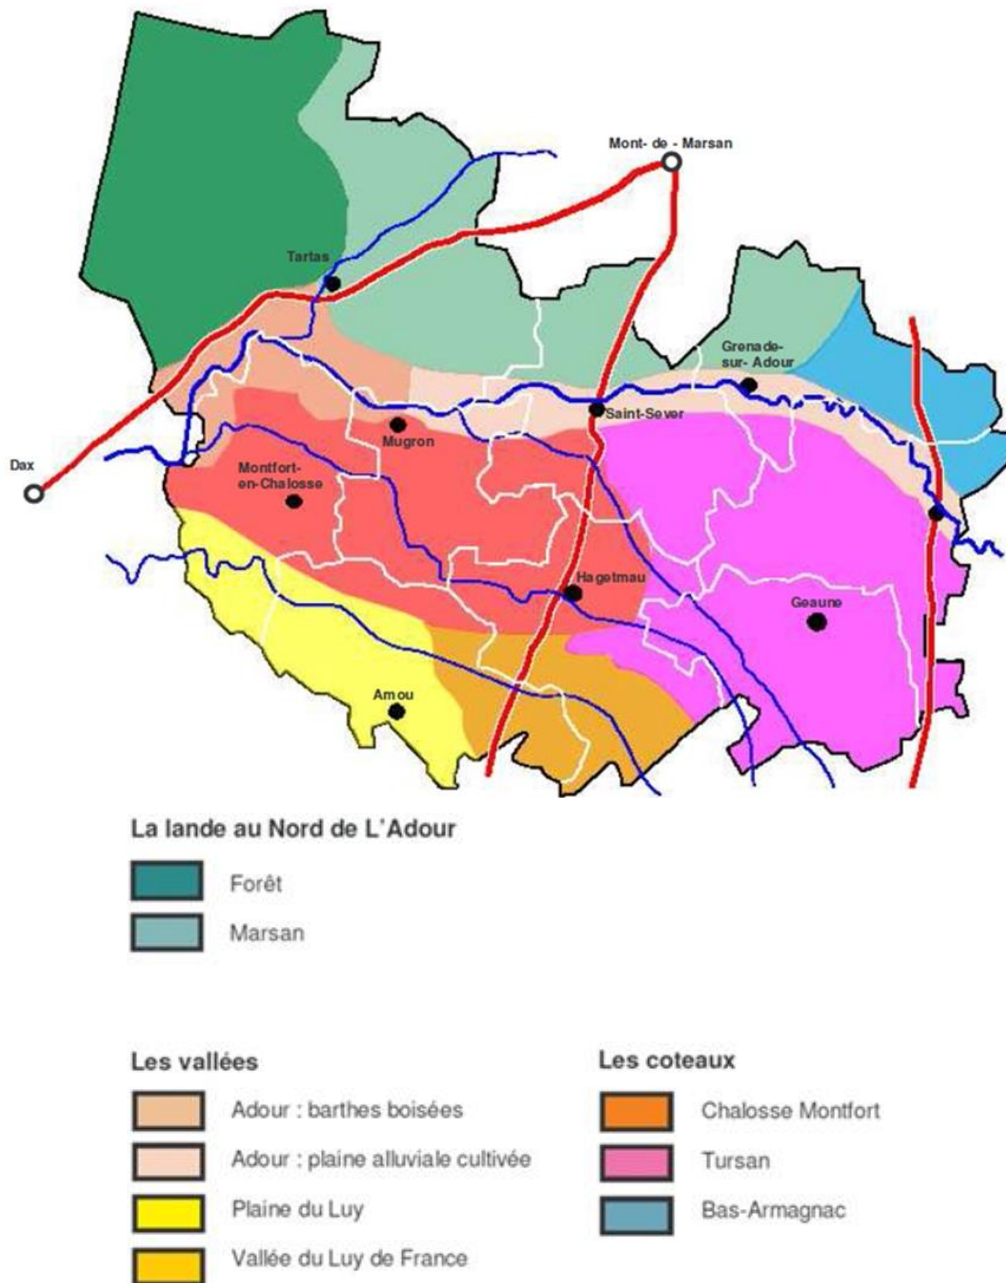 Mont- de - Marsan
Tartas
Grenade-
sur- Adour
Saint-Sever
Mugron
Dax
Montfort-
en-Chalosse
Hagetmau
Geaune
Amou
La lande au Nord de L'Adour
Forêt
Marsan
Les vallées
Adour : barthes boisées
Adour : plaine alluviale cultivée
Plaine du Luy
Vallée du Luy de France
Les coteaux
Chalosse Montfort
Tursan
Bas-Armagnac